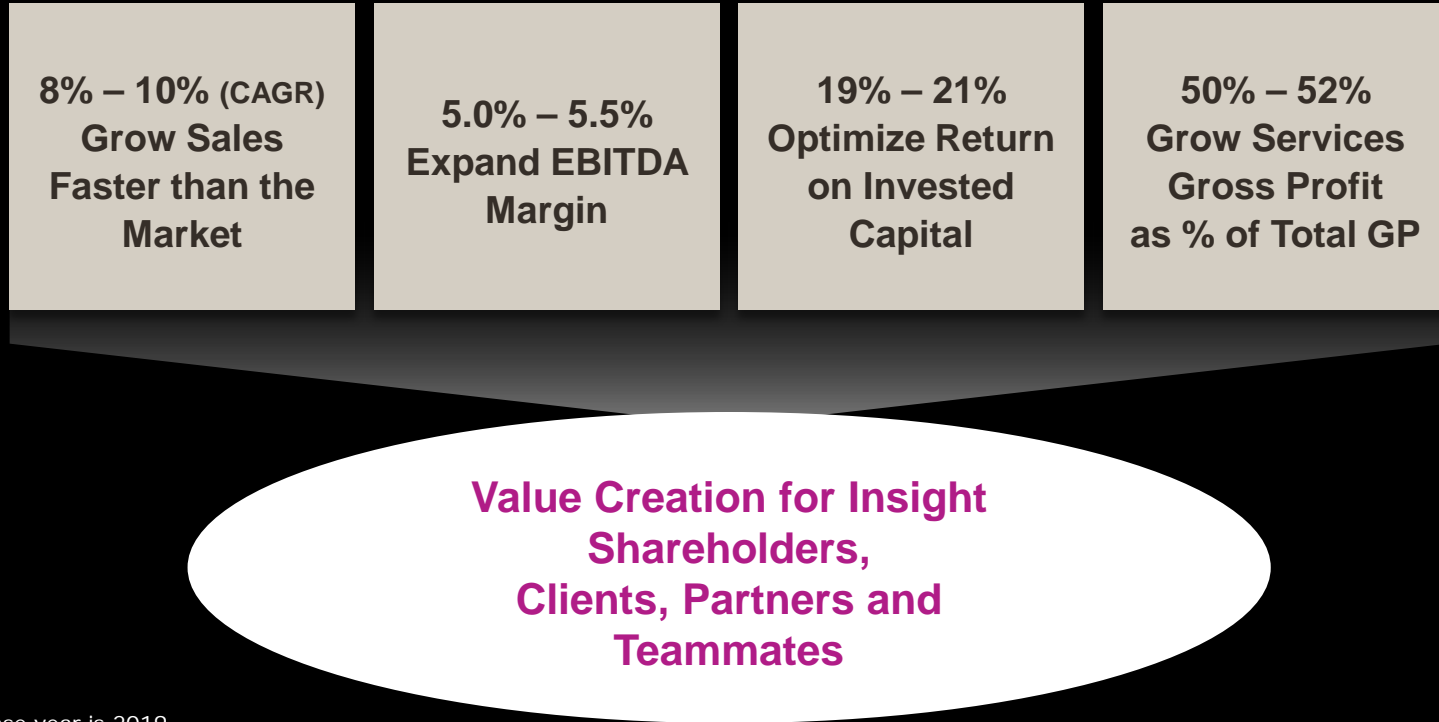 8% – 10% (CAGR)
Grow Sales
Faster than the
Market
5.0% – 5.5%
Expand EBITDA
Margin
19% – 21%
Optimize Return
on Invested
Capital
50% – 52%
Grow Services
Gross Profit
as % of Total GP
Value Creation for Insight
Shareholders,
Clients, Partners and
Teammates
year is